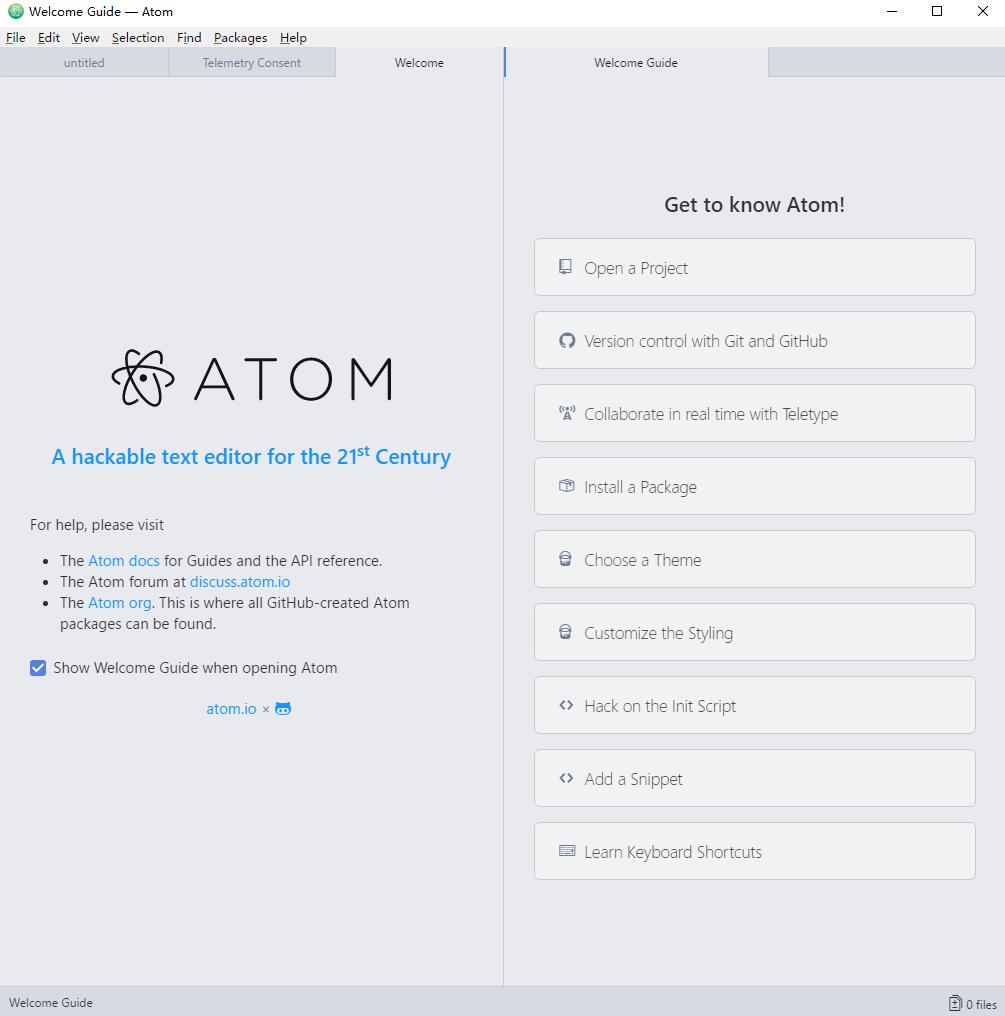 Welcome Guide — Atom
File Edit View Selection Find Packages Help
untitled
Telemetry Consent
Welcome
Welcome Guide
ATOM
A hackable text editor for the 21st Century
For help, please visit
• The Atom docs for Guides and the API reference.
• The Atom forum at discuss.atom.io
• The Atom org. This is where all GitHub-created Atom
packages can be found.
Show Welcome Guide when opening Atom
atom.io ×
Get to know Atom!
Open a Project
Version control with Git and GitHub
Collaborate in real time with Teletype
Install a Package
Choose a Theme
Customize the Styling
Hack on the Init Script
Add a Snippet
Learn Keyboard Shortcuts
Welcome Guide
0 files